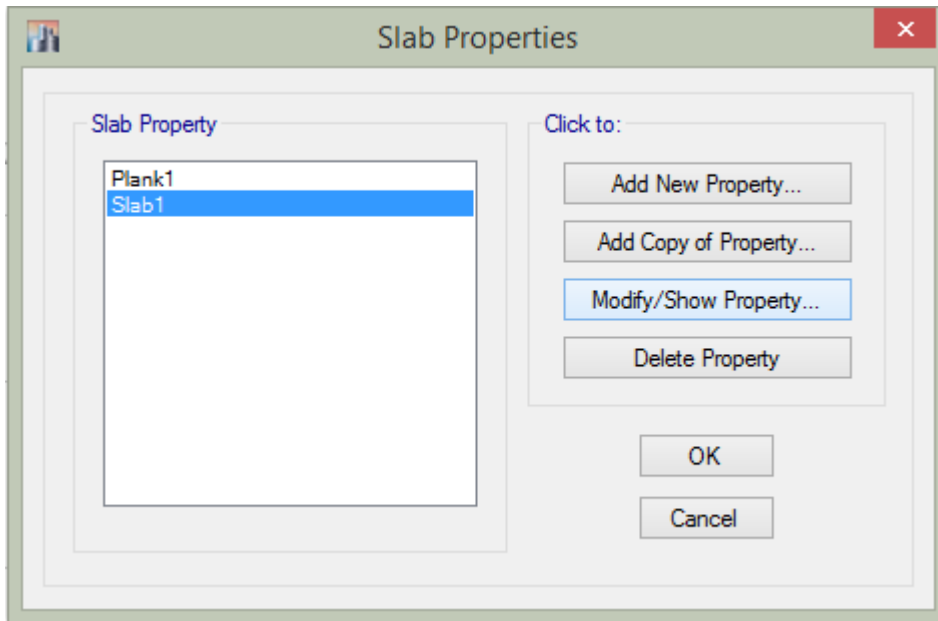 Slab Properties
Slab Property
Plank1
Slab1
Click to:
Add New Property...
Add Copy of Property...
Modify/Show Property...
Delete Property
OK
Cancel